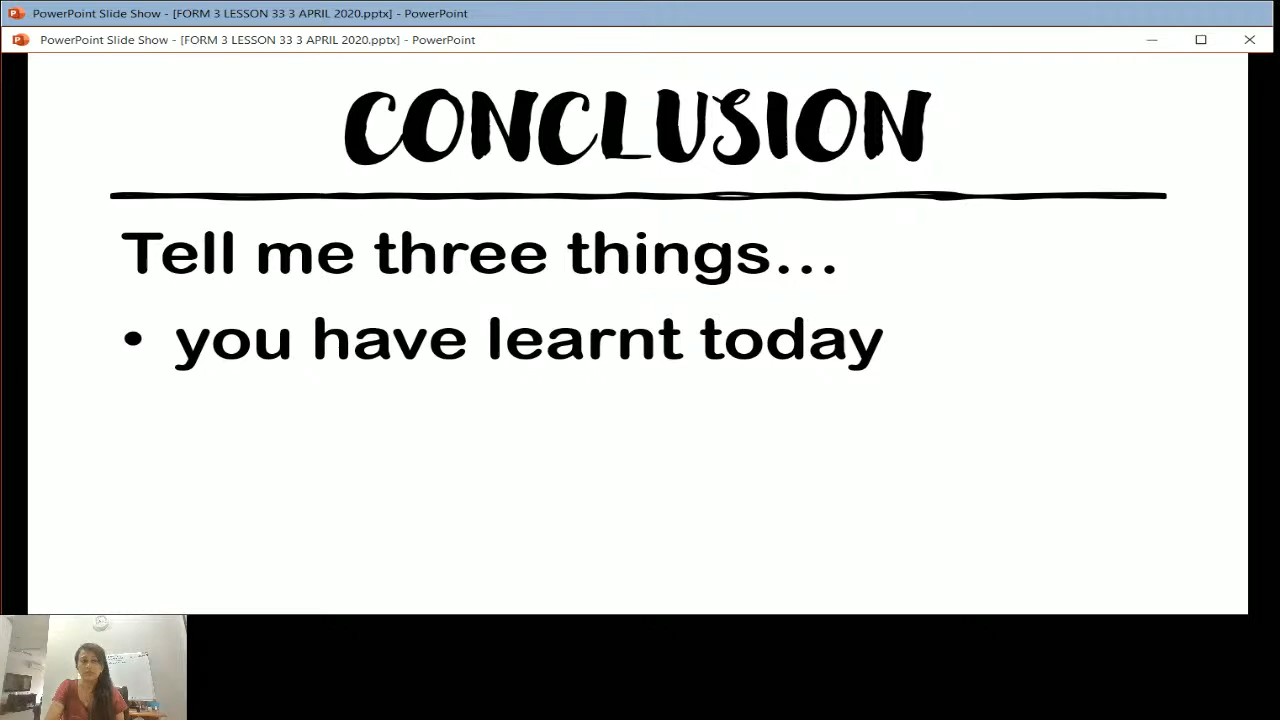 PowerPoint Slide Show - [FORM 3 LESSON 33 3 APRIL 2020.pptx] - PowerPoint
PowerPoint Slide Show - [FORM 3 LESSON 33 3 APRIL 2020.pptx] - PowerPoint
CONCLUSION
Tell me three things...
• you have learnt today